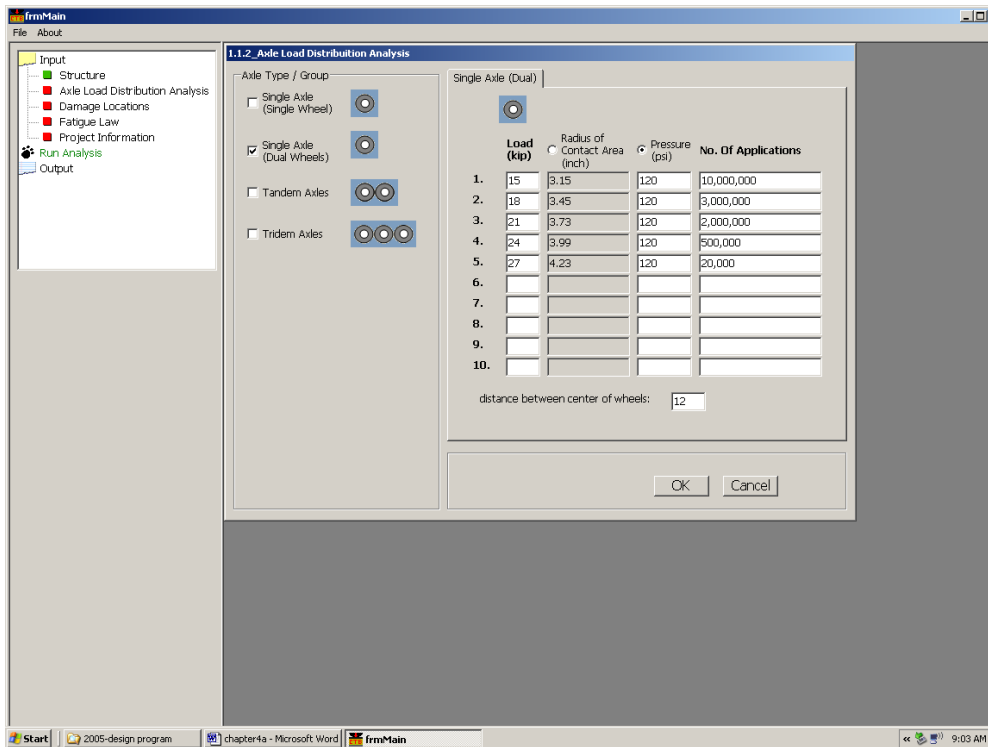 frmMain
File About
Input
Structure
Axle Load Distribution Analysis
Damage Locations
Fatigue Law
Project Information
Run Analysis
Output
1.1.2_Axle Load Distribuition Analysis
Axle Type / Group
Single Axle
(Single Wheel)
Single Axle
(Dual Wheels)
Tandem Axles
Tridem Axles
Single Axle (Dual)
Load
(kip)
Radius of
Contact Area
(inch)
Pressure
(psi)
No. Of Applications
1. 15 3.15 120 10,000,000
2. 18 3.45 120 3,000,000
3. 21 3.73 120 2,000,000
4. 24 3.99 120 500,000
5. 27 4.23 120 20,000
6.
7.
8.
9.
10.
distance between center of wheels: 12
OK Cancel
Start 2005-design program chapter4a - Microsoft Word frmMain « 9:03 AM